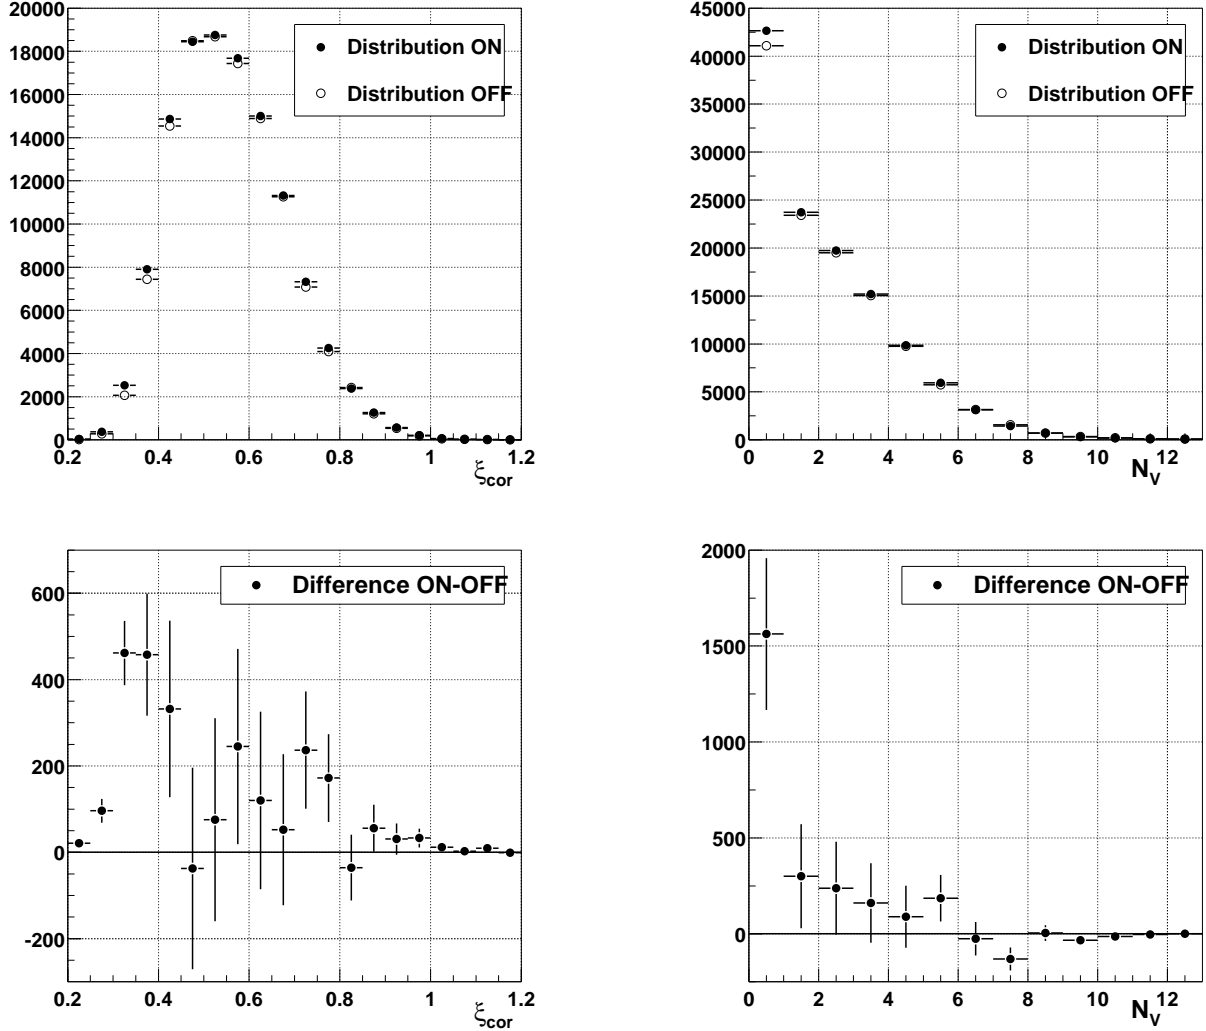 20000
18000
16000
14000
12000
10000
8000
6000
4000
2000
0
0.2 0.4 0.6 0.8 1 1.2
ξcor
Distribution ON
Distribution OFF
45000
40000
35000
30000
25000
20000
15000
10000
5000
0
0 2 4 6 8 10 12
NV
Distribution ON
Distribution OFF
600
400
200
0
-200
0.2 0.4 0.6 0.8 1 1.2
ξcor
Difference ON-OFF
2000
1500
1000
500
0
0 2 4 6 8 10 12
NV
Difference ON-OFF